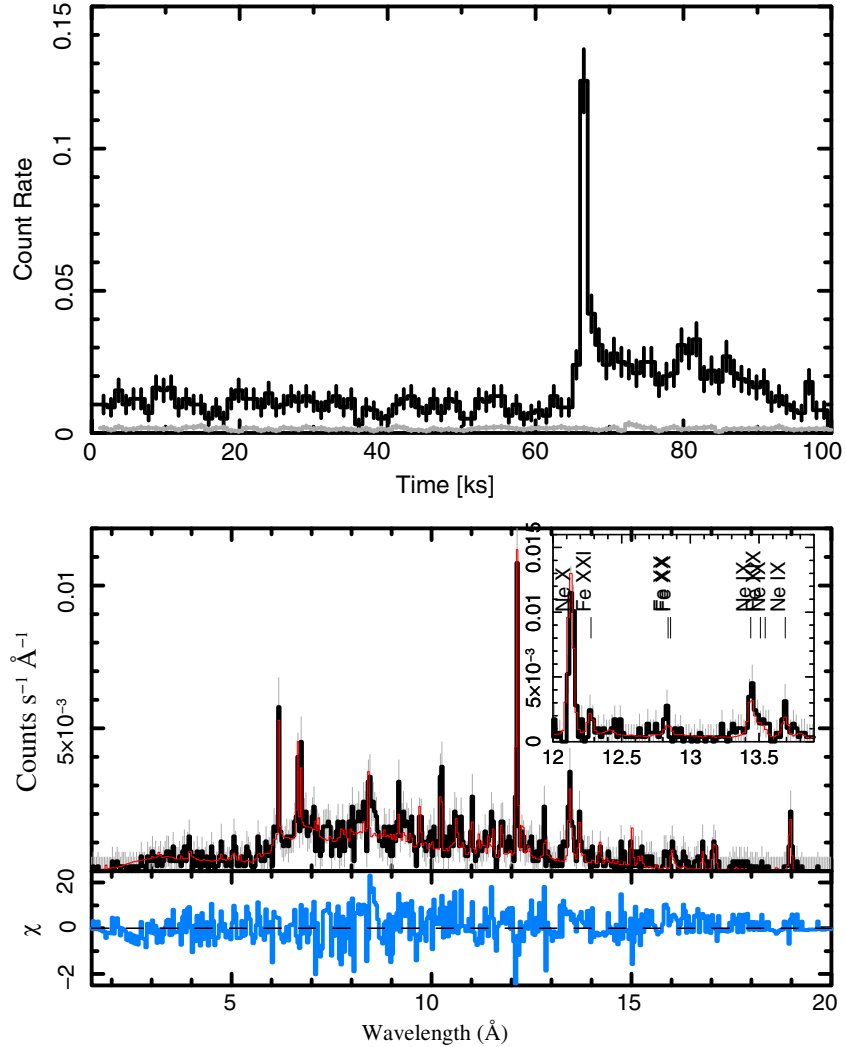 0.15
0.1
0.05
0
Count Rate
0 20 40 60 80 100
Time [ks]
0.01
5×10⁻³
Counts s⁻¹ Å⁻¹
Ne X
Fe XXI
Fe XX
Ne IX
Ne IX
0.015
0.01
5×10⁻³
0
12 12.5 13 13.5
20
0
−2
χ
5 10 15 20
Wavelength (Å)